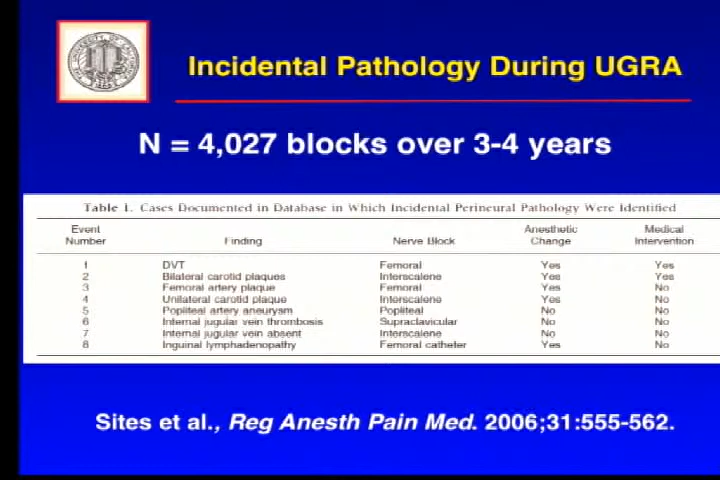 Incidental Pathology During UGRA
N = 4,027 blocks over 3-4 years
Table 1. Cases Documented in Database in Which Incidental Perineural Pathology Were Identified
Event Number Finding Nerve Block Anesthetic Change Medical Intervention
1 DVT Femoral Yes Yes
2 Bilateral carotid plaques Interscalene Yes Yes
3 Femoral artery plaque Femoral Yes No
4 Unilateral carotid plaque Interscalene Yes No
5 Popliteal artery aneurysm Popliteal No No
6 Internal jugular vein thrombosis Supraclavicular No No
7 Internal jugular vein absent Interscalene No No
8 Inguinal lymphadenopathy Femoral catheter Yes No
Sites et al., Reg Anesth Pain Med. 2006;31:555-562.